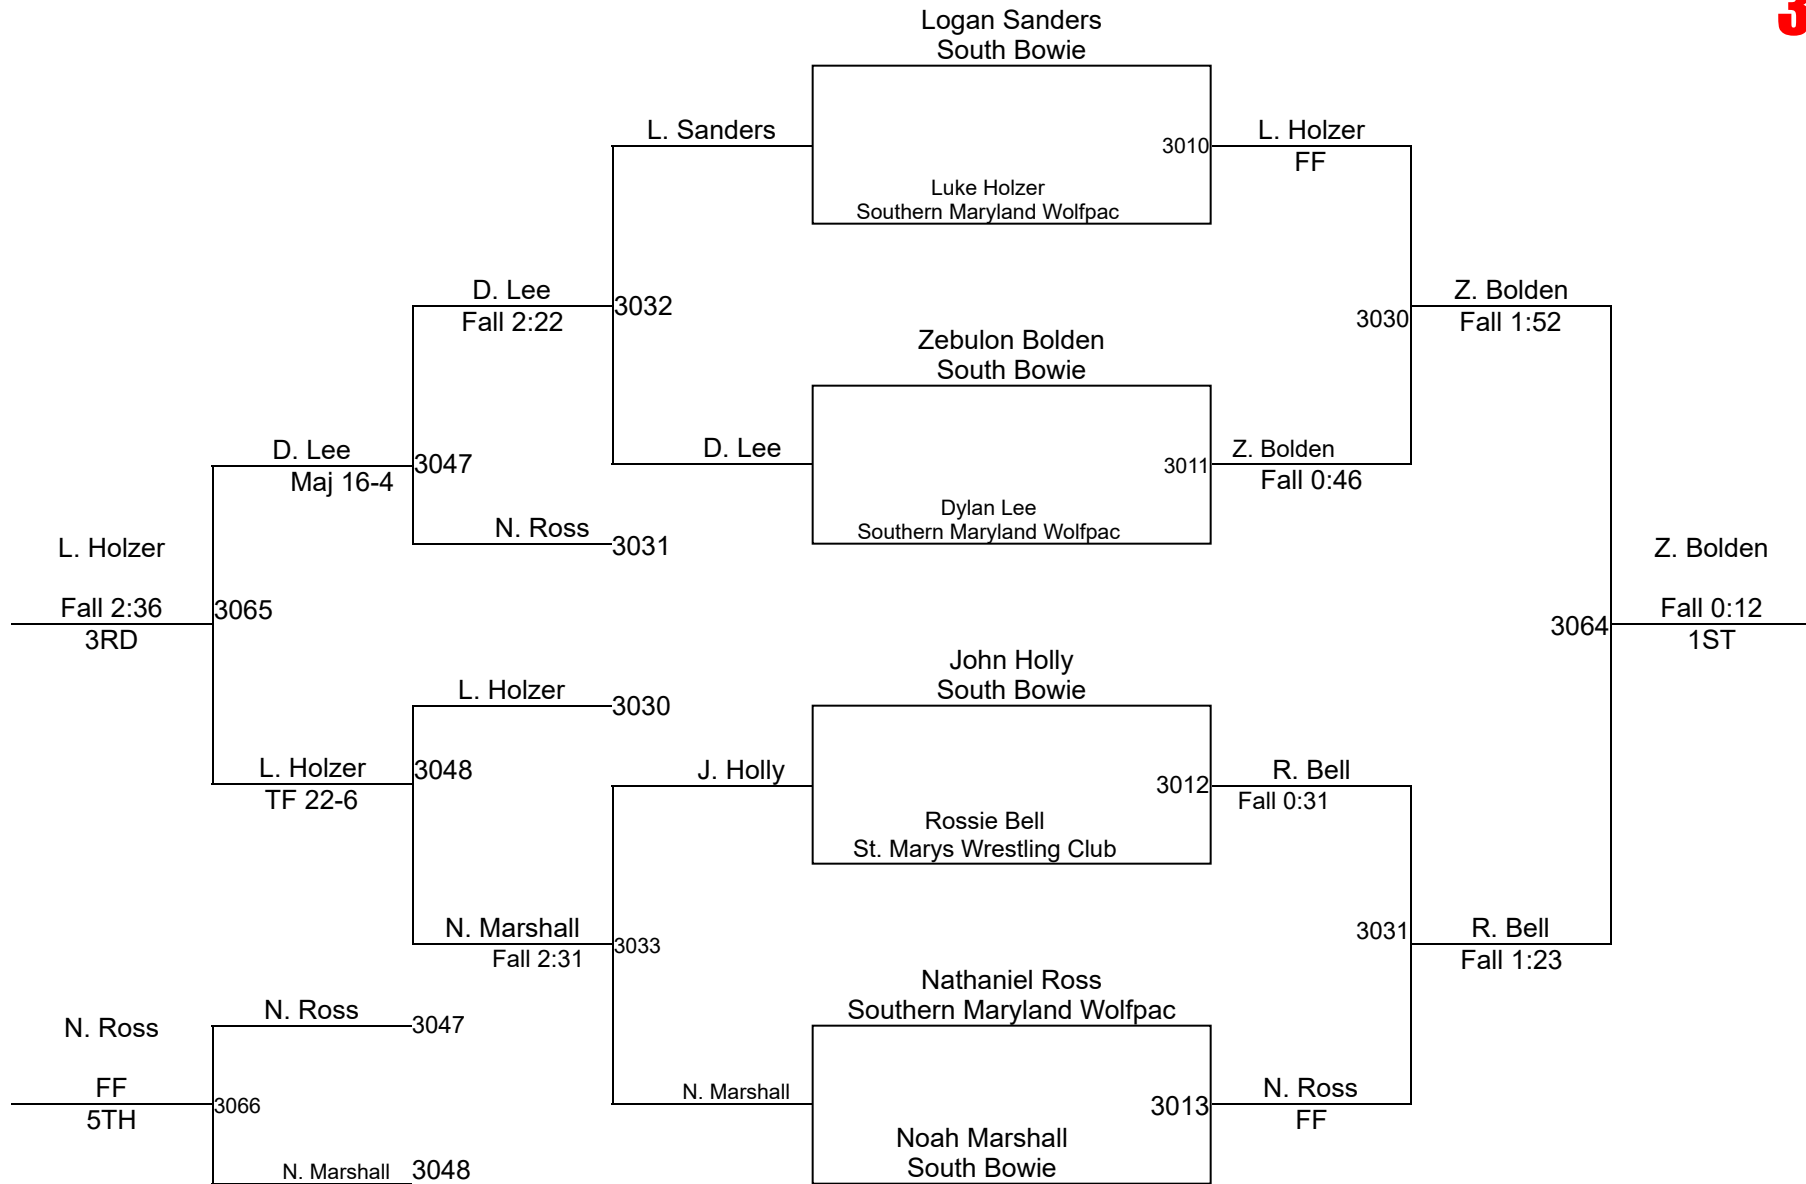 3
Logan Sanders
South Bowie
L. Sanders
3010
L. Holzer
FF
Luke Holzer
Southern Maryland Wolfpac
D. Lee
Fall 2:22
3032
Z. Bolden
Fall 1:52
3030
Zebulon Bolden
South Bowie
D. Lee
Maj 16-4
3047
D. Lee
3011
Z. Bolden
Fall 0:46
Dylan Lee
Southern Maryland Wolfpac
N. Ross
3031
L. Holzer
Fall 2:36
3RD
3065
Z. Bolden
Fall 0:12
1ST
3064
John Holly
South Bowie
L. Holzer
3030
L. Holzer
TF 22-6
3048
J. Holly
3012
R. Bell
Fall 0:31
Rossie Bell
St. Marys Wrestling Club
N. Marshall
Fall 2:31
3033
3031
R. Bell
Fall 1:23
Nathaniel Ross
Southern Maryland Wolfpac
N. Ross
3047
N. Ross
FF
5TH
3066
N. Marshall
3013
N. Ross
FF
Noah Marshall
South Bowie
N. Marshall
3048